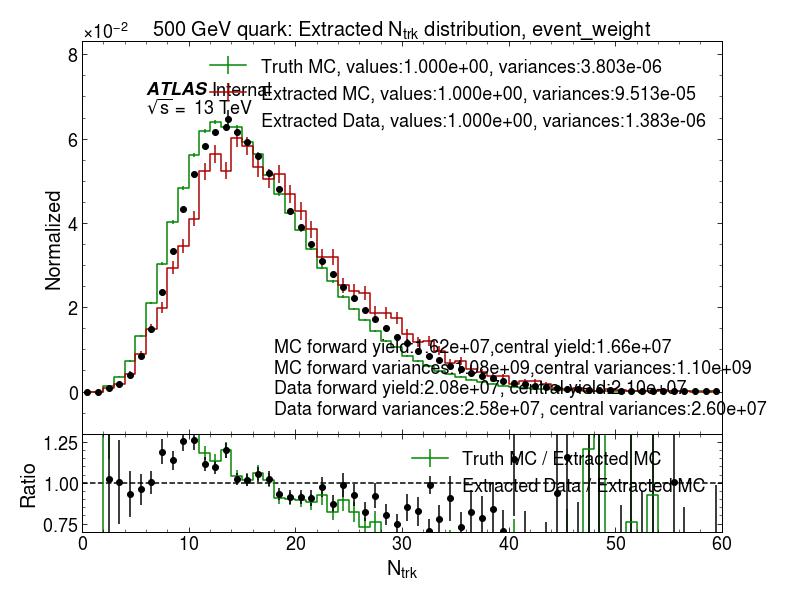 ×10⁻² 500 GeV quark: Extracted Ntrk distribution, event_weight
Truth MC, values:1.000e+00, variances:3.803e-06
ATLAS Internal
Extracted MC, values:1.000e+00, variances:9.513e-05
√s = 13 TeV
Extracted Data, values:1.000e+00, variances:1.383e-06
8
6
4
2
0
Normalized
MC forward yield:1.62e+07,central yield:1.66e+07
MC forward variances:1.08e+09,central variances:1.10e+09
Data forward yield:2.08e+07, central yield:2.10e+07
Data forward variances:2.58e+07, central variances:2.60e+07
1.25
1.00
0.75
Ratio
Truth MC / Extracted MC
Extracted Data / Extracted MC
0 10 20 30 40 50 60
Ntrk